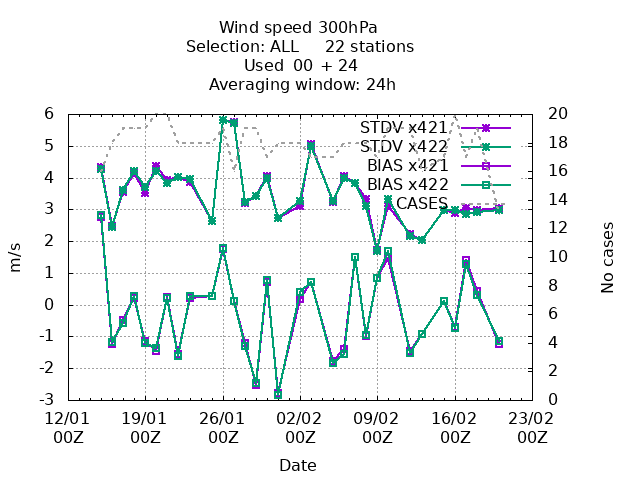 Wind speed 300hPa
Selection: ALL 22 stations
Used 00 + 24
Averaging window: 24h
6
5
4
3
2
1
0
-1
-2
-3
m/s
20
18
16
14
12
10
8
6
4
2
0
No cases
STDV x421
STDV x422
BIAS x421
BIAS x422
CASES
12/01 19/01 26/01 02/02 09/02 16/02 23/02
00Z 00Z 00Z 00Z 00Z 00Z 00Z
Date